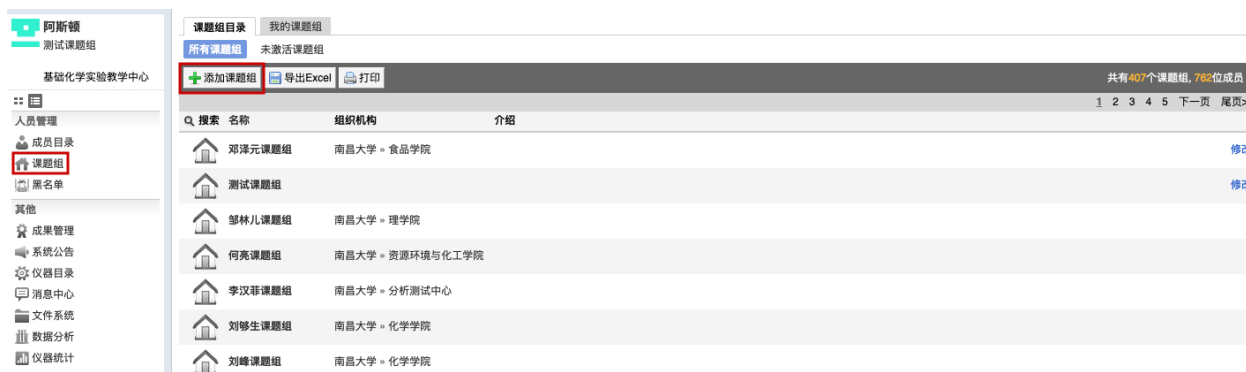 阿斯顿
测试课题组
基础化学实验教学中心
人员管理
成员目录
课题组
黑名单
其他
成果管理
系统公告
仪器目录
消息中心
文件系统
数据分析
仪器统计
课题组目录 我的课题组
所有课题组 未激活课题组
添加课题组 导出Excel 打印 共有407个课题组, 762位成员
1 2 3 4 5 下一页 尾页>
搜索 名称 组织机构 介绍
邓泽元课题组 南昌大学 » 食品学院 修改
测试课题组 修改
邹林儿课题组 南昌大学 » 理学院
何亮课题组 南昌大学 » 资源环境与化工学院
李汉菲课题组 南昌大学 » 分析测试中心
刘够生课题组 南昌大学 » 化学学院
刘峰课题组 南昌大学 » 化学学院